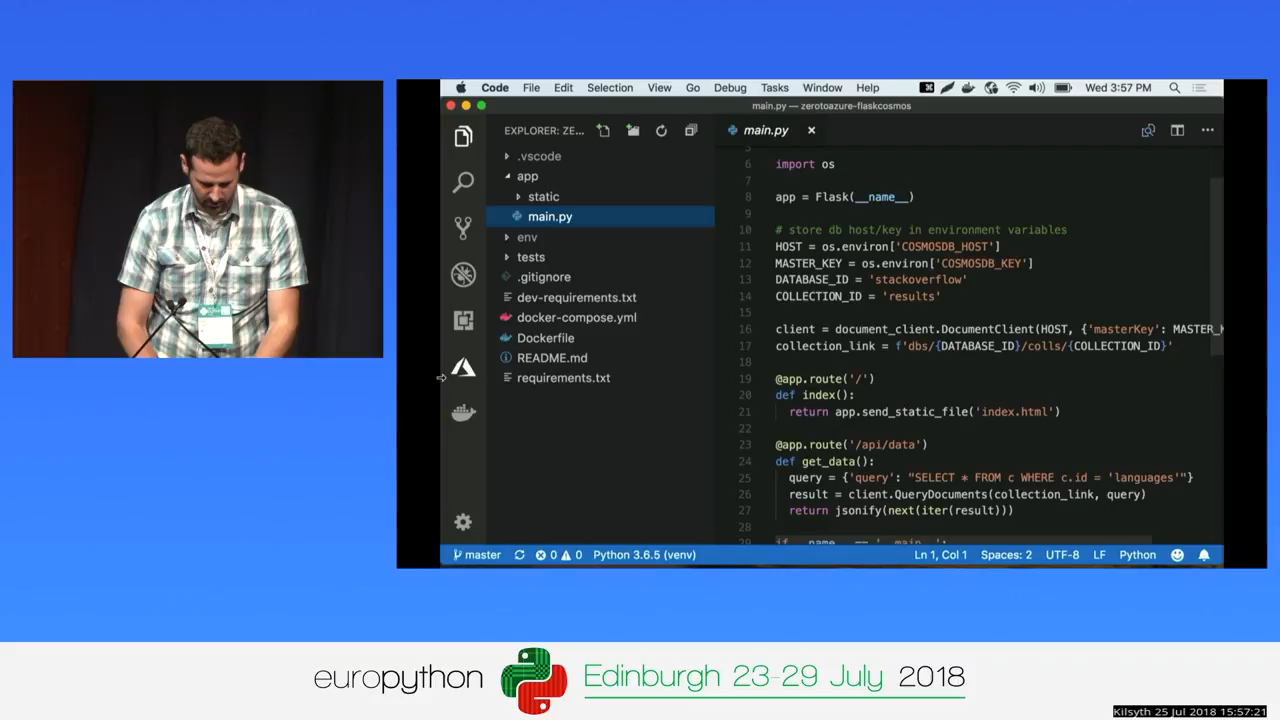 Code File Edit Selection View Go Debug Tasks Window Help Wed 3:57 PM
main.py — zerotoazure-flaskcosmos
EXPLORER: ZE...
.vscode
app
static
main.py
env
tests
.gitignore
dev-requirements.txt
docker-compose.yml
Dockerfile
README.md
requirements.txt
main.py
5
6 import os
7
8 app = Flask(__name__)
9
10 # store db host/key in environment variables
11 HOST = os.environ['COSMOSDB_HOST']
12 MASTER_KEY = os.environ['COSMOSDB_KEY']
13 DATABASE_ID = 'stackoverflow'
14 COLLECTION_ID = 'results'
15
16 client = document_client.DocumentClient(HOST, {'masterKey': MASTER_K
17 collection_link = f'dbs/{DATABASE_ID}/colls/{COLLECTION_ID}'
18
19 @app.route('/')
20 def index():
21 return app.send_static_file('index.html')
22
23 @app.route('/api/data')
24 def get_data():
25 query = {'query': "SELECT * FROM c WHERE c.id = 'languages'"}
26 result = client.QueryDocuments(collection_link, query)
27 return jsonify(next(iter(result)))
28
29 if __name__ == '__main__':
master 0 0 Python 3.6.5 (venv) Ln 1, Col 1 Spaces: 2 UTF-8 LF Python
europython Edinburgh 23-29 July 2018
Kilsyth 25 Jul 2018 15:57:21